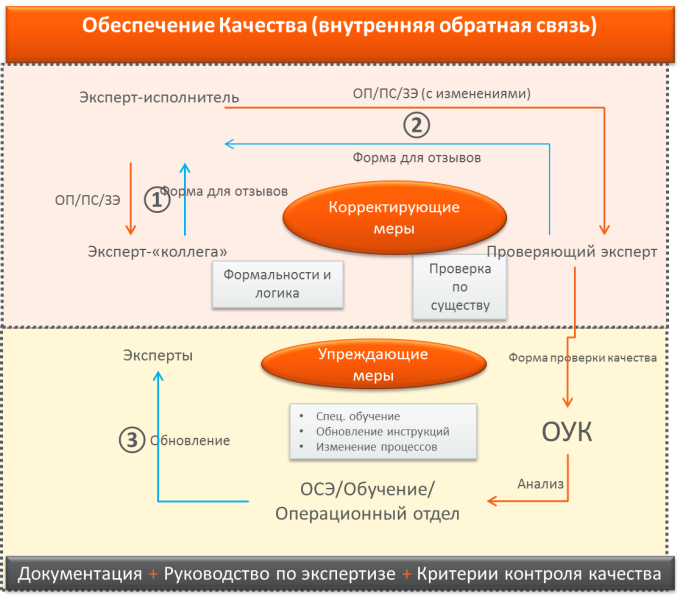 Обеспечение Качества (внутренняя обратная связь)
Эксперт-исполнитель
ОП/ПС/ЗЭ (с изменениями)
2
Форма для отзывов
1
Форма для отзывов
ОП/ПС/ЗЭ
Корректирующие
меры
Эксперт-«коллега»
Проверяющий эксперт
Формальности и
логика
Проверка
по
существу
Эксперты
Упреждающие
меры
Форма проверки качества
• Спец. обучение
• Обновление инструкций
• Изменение процессов
3
Обновление
ОУК
Анализ
ОСЭ/Обучение/
Операционный отдел
Документация + Руководство по экспертизе + Критерии контроля качества